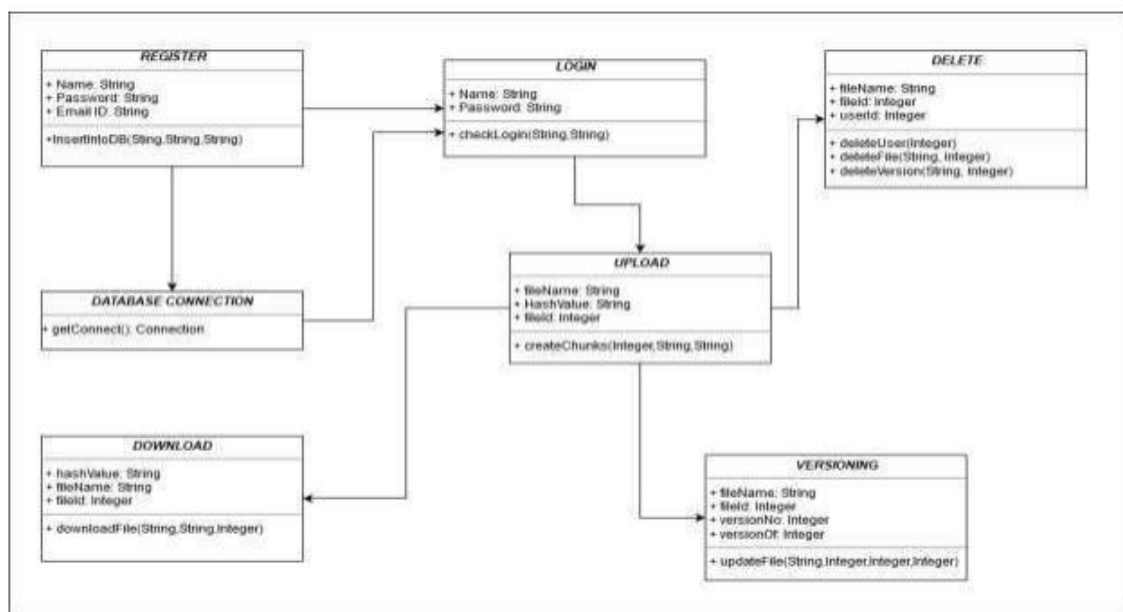 REGISTER
+ Name: String
+ Password: String
+ Email ID: String
+InsertIntoDB(Sting,String,String)
LOGIN
+ Name: String
+ Password: String
+ checkLogin(String,String)
DELETE
+ fileName: String
+ fileId: Integer
+ userId: Integer
+ deleteUser(Integer)
+ deleteFile(String, Integer)
+ deleteVersion(String, Integer)
DATABASE CONNECTION
+ getConnect(): Connection
UPLOAD
+ fileName: String
+ HashValue: String
+ fileId: Integer
+ createChunks(Integer,String,String)
DOWNLOAD
+ hashValue: String
+ fileName: String
+ fileId: Integer
+ downloadFile(String,String,Integer)
VERSIONING
+ fileName: String
+ fileId: Integer
+ versionNo: Integer
+ versionOf: Integer
+ updateFile(String,Integer,Integer,Integer)